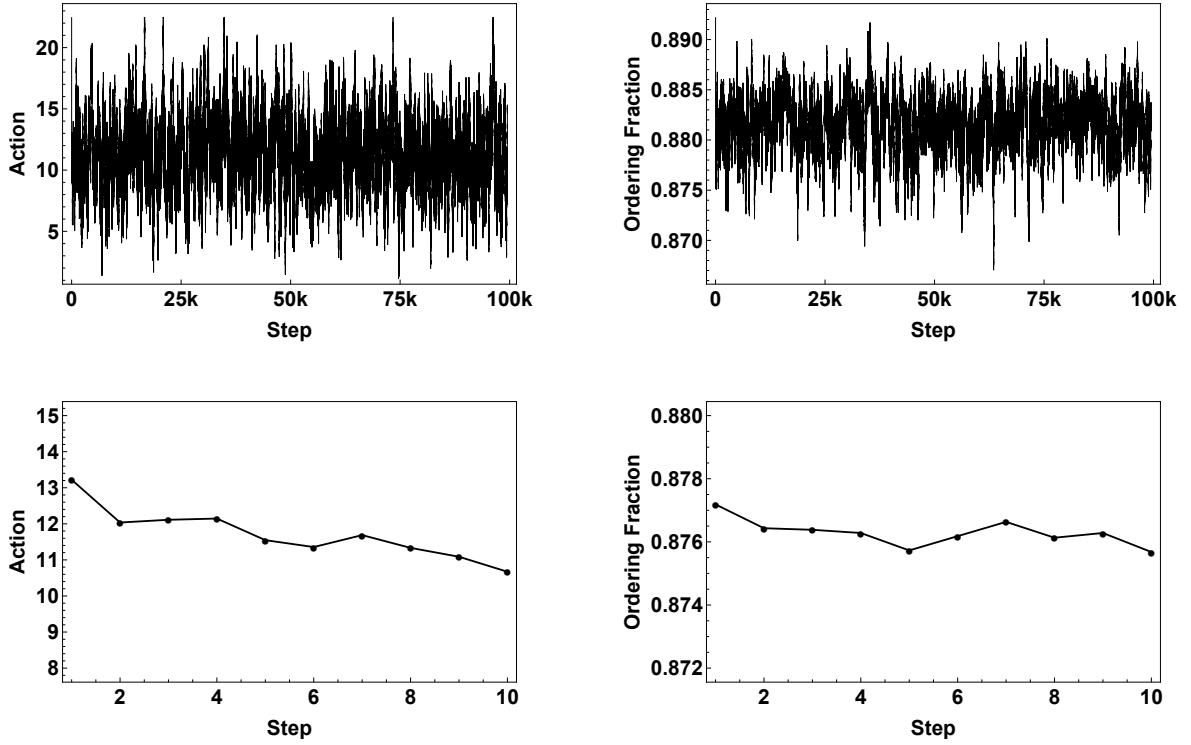 Action
20
15
10
5
0
25k
50k
75k
100k
Step
Ordering Fraction
0.890
0.885
0.880
0.875
0.870
0
25k
50k
75k
100k
Step
Action
15
14
13
12
11
10
9
8
2
4
6
8
10
Step
Ordering Fraction
0.880
0.878
0.876
0.874
0.872
2
4
6
8
10
Step